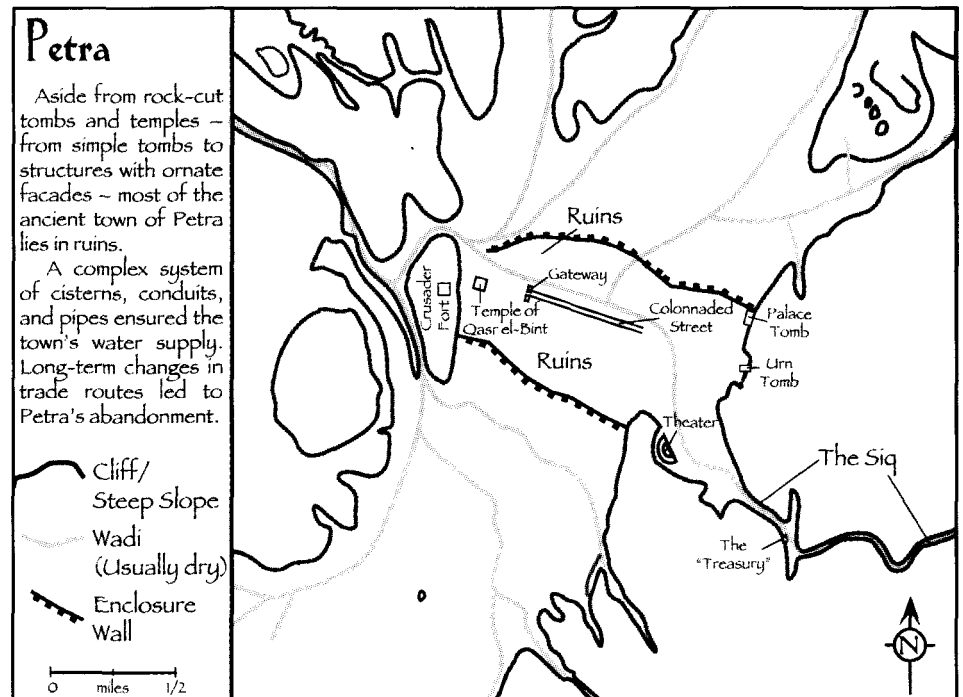 Petra
Aside from rock-cut
tombs and temples –
from simple tombs to
structures with ornate
facades – most of the
ancient town of Petra
lies in ruins.
A complex system
of cisterns, conduits,
and pipes ensured the
town's water supply.
Long-term changes in
trade routes led to
Petra's abandonment.
Cliff/
Steep Slope
Wadi
(Usually dry)
Enclosure
Wall
0 miles 1/2
Ruins
Gateway
Crusader
Fort
Temple of
Qasr el-Bint
Colonnaded
Street
Palace
Tomb
Ruins
Urn
Tomb
Theater
The Siq
The
"Treasury"
N